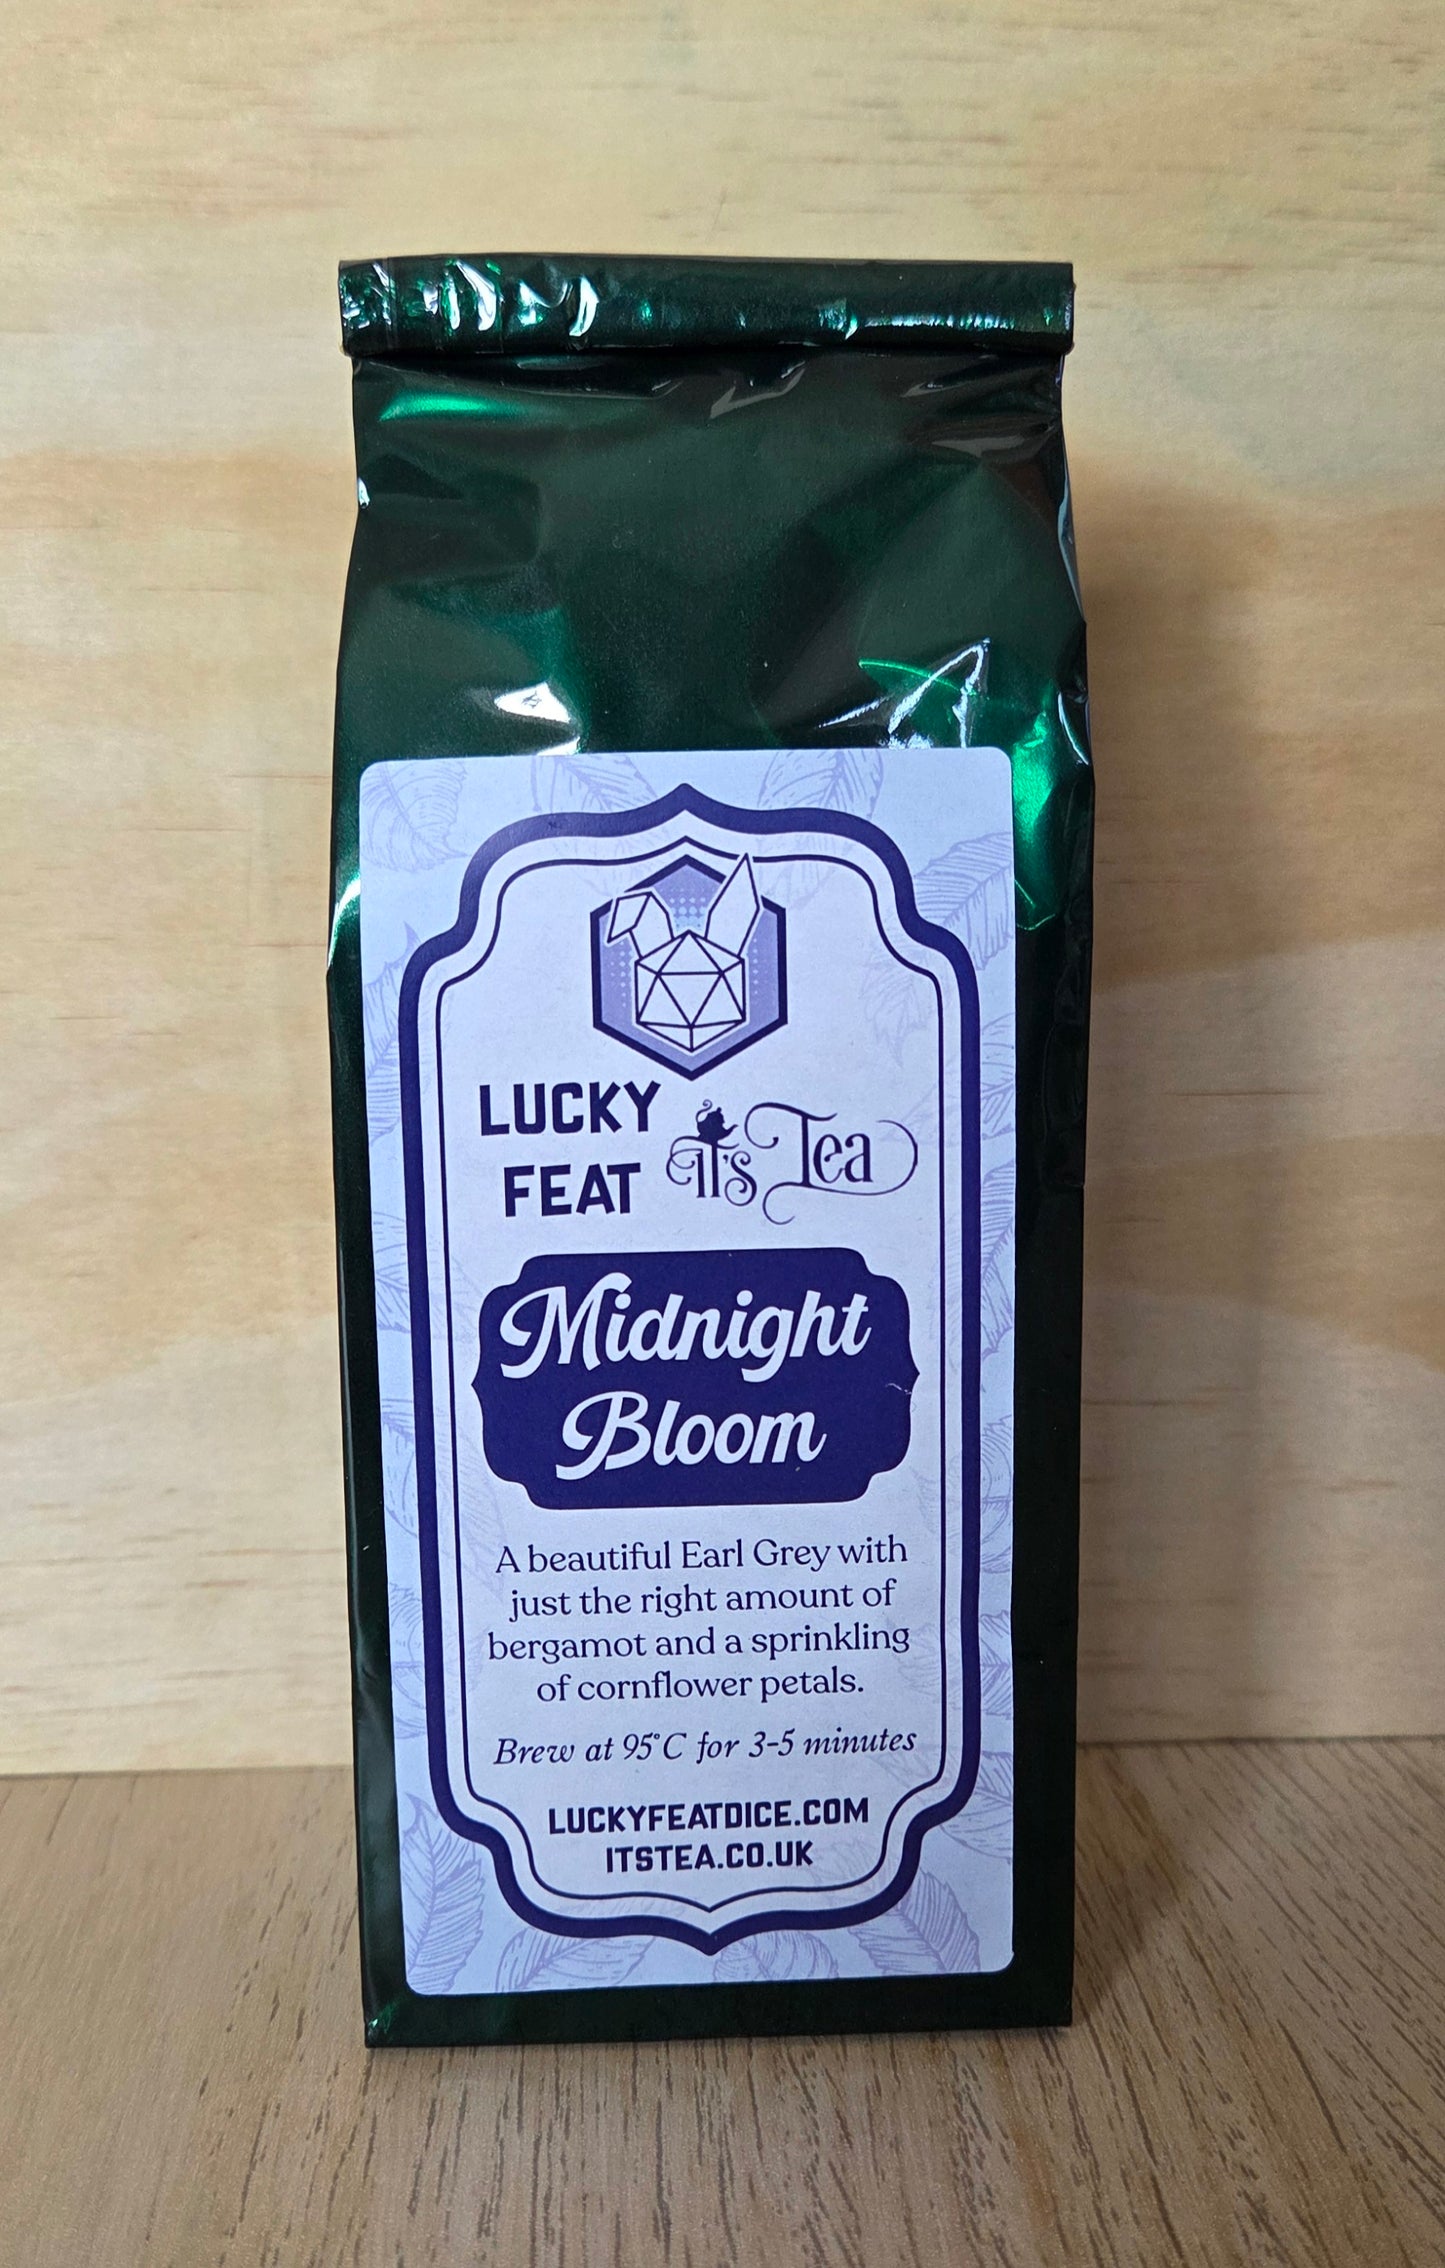 LUCKY
FEAT
it's Tea
Midnight
Bloom
A beautiful Earl Grey with
just the right amount of
bergamot and a sprinkling
of cornflower petals.
Brew at 95°C for 3-5 minutes
LUCKYFEATDICE.COM
ITSTEA.CO.UK